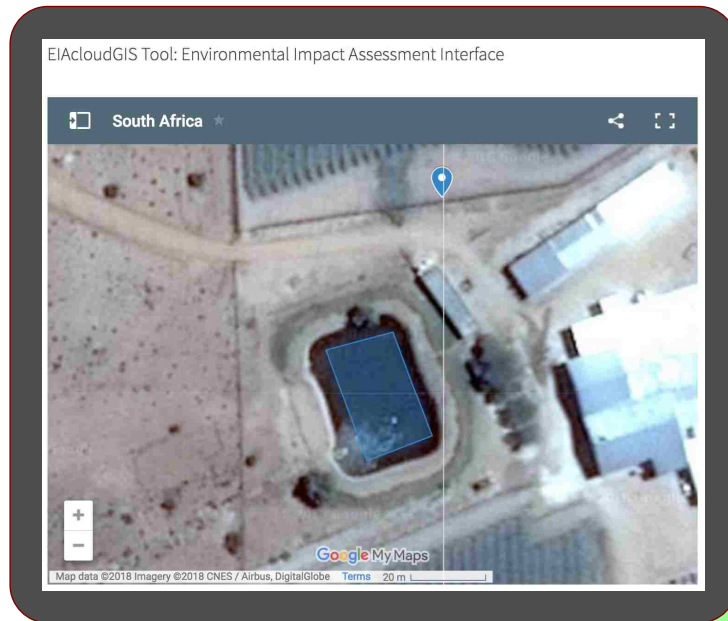 EIAcloudGIS Tool: Environmental Impact Assessment Interface
South Africa
+
−
Google My Maps
Map data ©2018 Imagery ©2018 CNES / Airbus, DigitalGlobe Terms 20 m